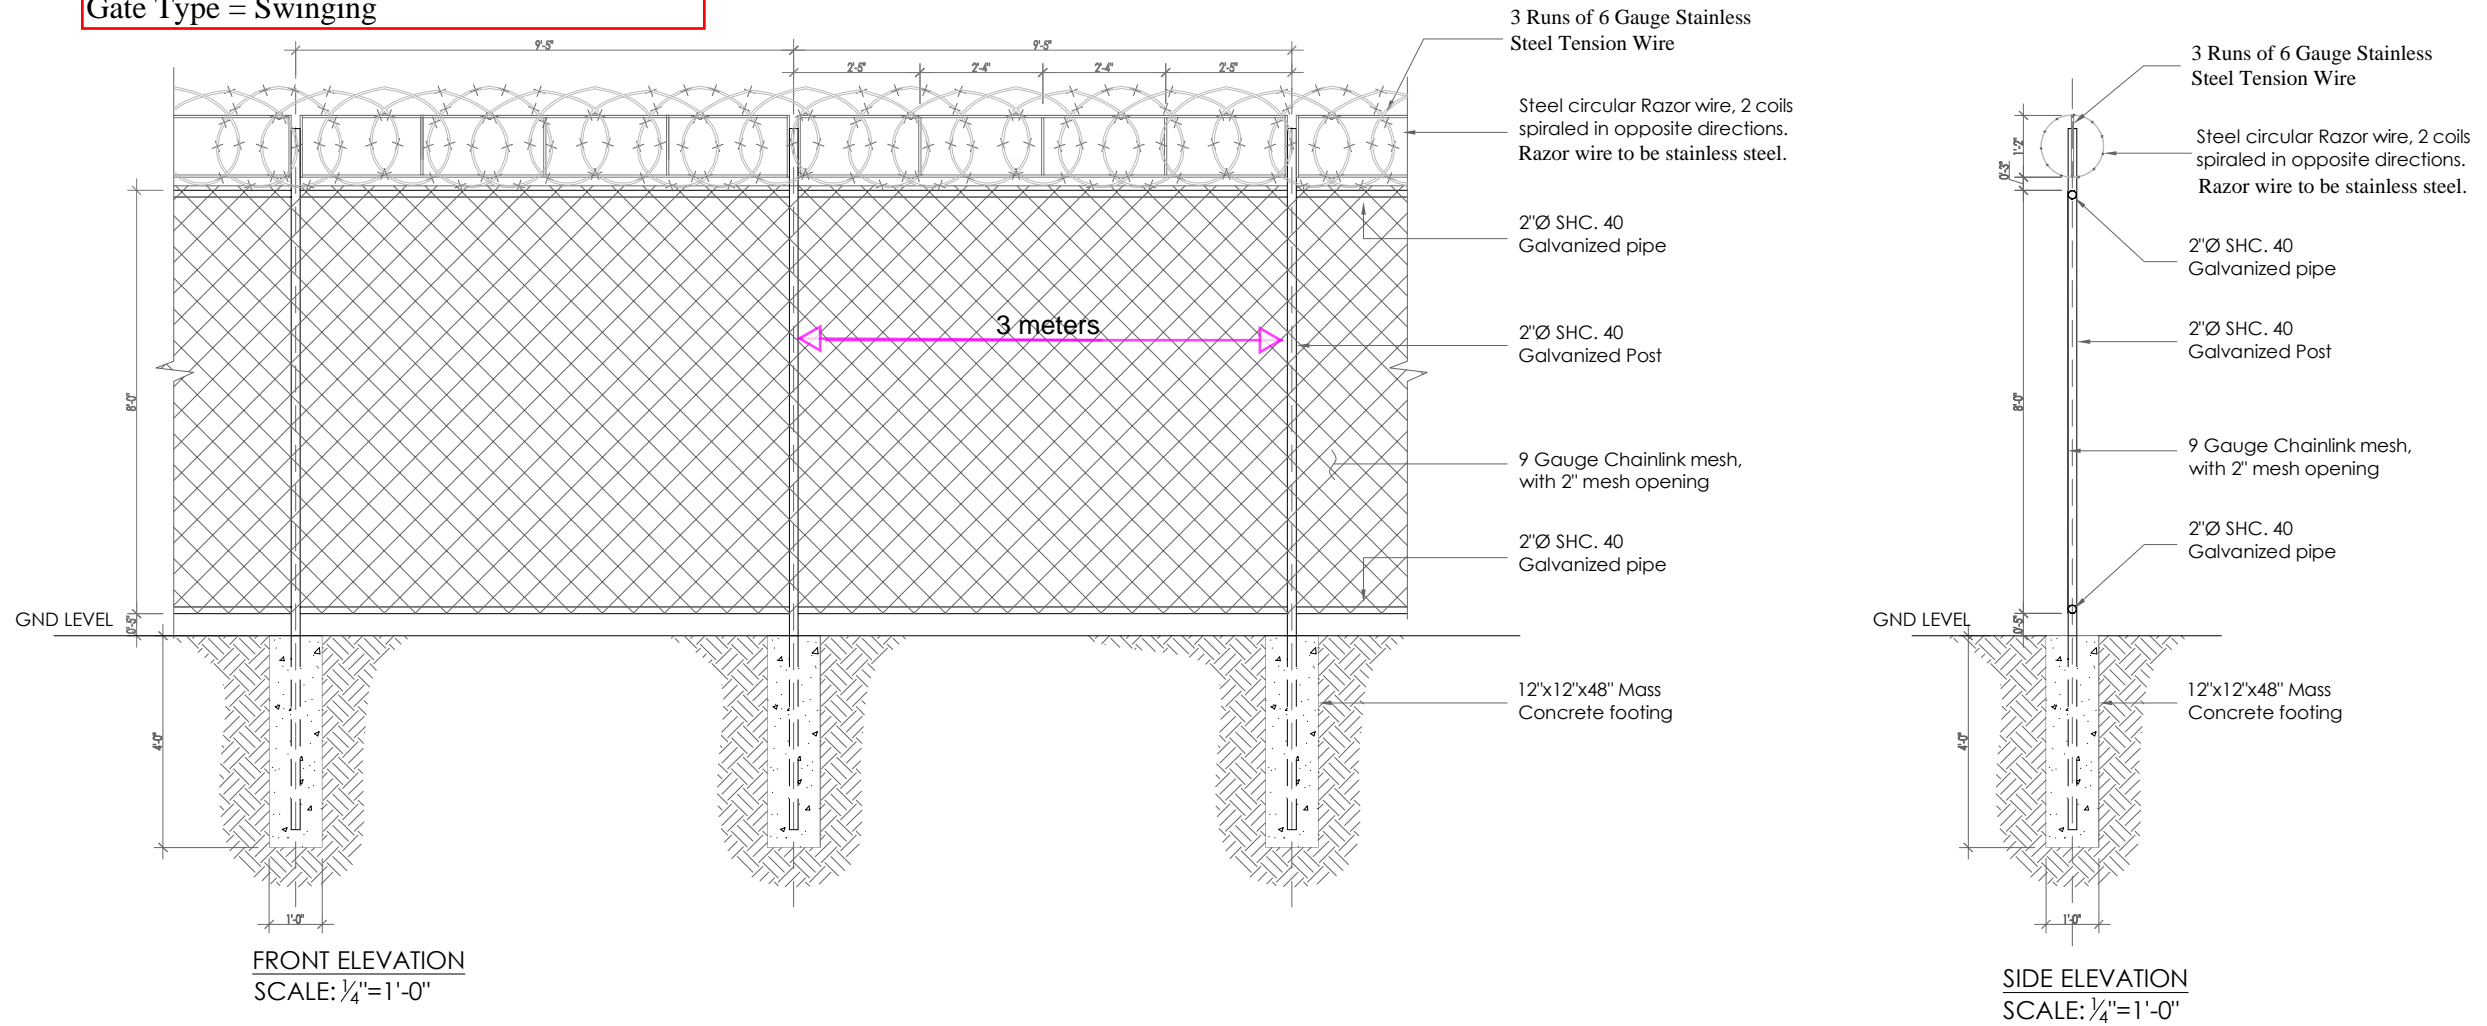 Gate Type = Swinging
9'-5"
9'-5"
2'-5"
2'-4"
2'-4"
2'-5"
3 Runs of 6 Gauge Stainless
Steel Tension Wire
Steel circular Razor wire, 2 coils
spiraled in opposite directions.
Razor wire to be stainless steel.
2"Ø SHC. 40
Galvanized pipe
3 meters
2"Ø SHC. 40
Galvanized Post
8'-0"
9 Gauge Chainlink mesh,
with 2" mesh opening
2"Ø SHC. 40
Galvanized pipe
GND LEVEL
0'-5"
12"x12"x48" Mass
Concrete footing
4'-0"
1'-0"
FRONT ELEVATION
SCALE: ¼"=1'-0"
3 Runs of 6 Gauge Stainless
Steel Tension Wire
1'-2"
0'-3"
Steel circular Razor wire, 2 coils
spiraled in opposite directions.
Razor wire to be stainless steel.
2"Ø SHC. 40
Galvanized pipe
2"Ø SHC. 40
Galvanized Post
8'-0"
9 Gauge Chainlink mesh,
with 2" mesh opening
2"Ø SHC. 40
Galvanized pipe
GND LEVEL
0'-5"
12"x12"x48" Mass
Concrete footing
4'-0"
1'-0"
SIDE ELEVATION
SCALE: ¼"=1'-0"